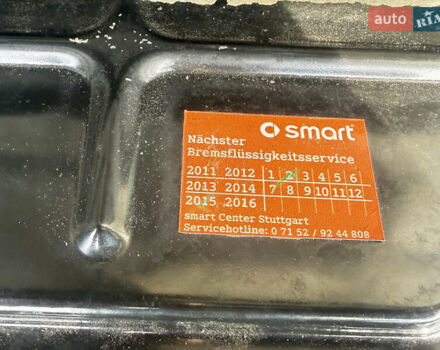 auto RIA
smart
Nächster
Bremsflüssigkeitsservice
2011 2012 1 2 3 4 5 6
2013 2014 7 8 9 10 11 12
2015 2016
smart Center Stuttgart
Servicehotline: 0 71 52 / 92 44 808